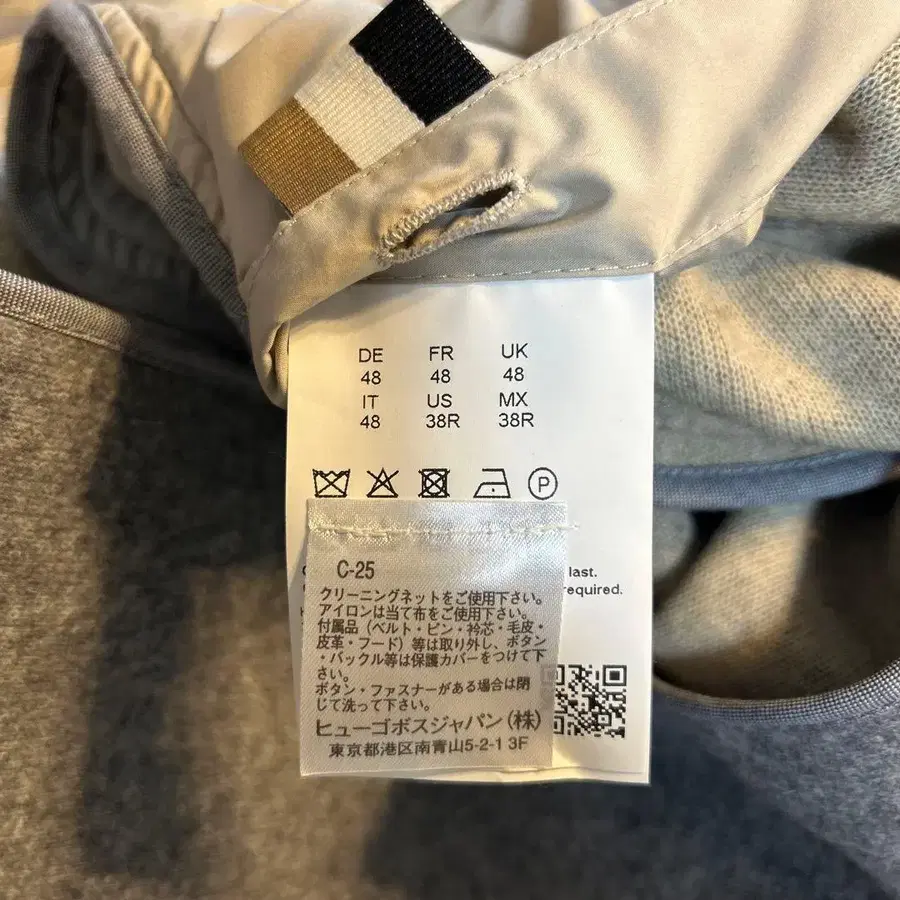 DE FR UK
48 48 48
IT US MX
48 38R 38R
P
C-25
クリーニングネットをご使用下さい。
アイロンは当て布をご使用下さい。
付属品（ベルト・ピン・衿芯・毛皮・
皮革・フード）等は取り外し、ボタン
・バックル等は保護カバーをつけて下
さい。
ボタン・ファスナーがある場合は閉
じて洗って下さい。
ヒューゴボスジャパン(株)
東京都港区南青山5-2-1 3F
last.
required.